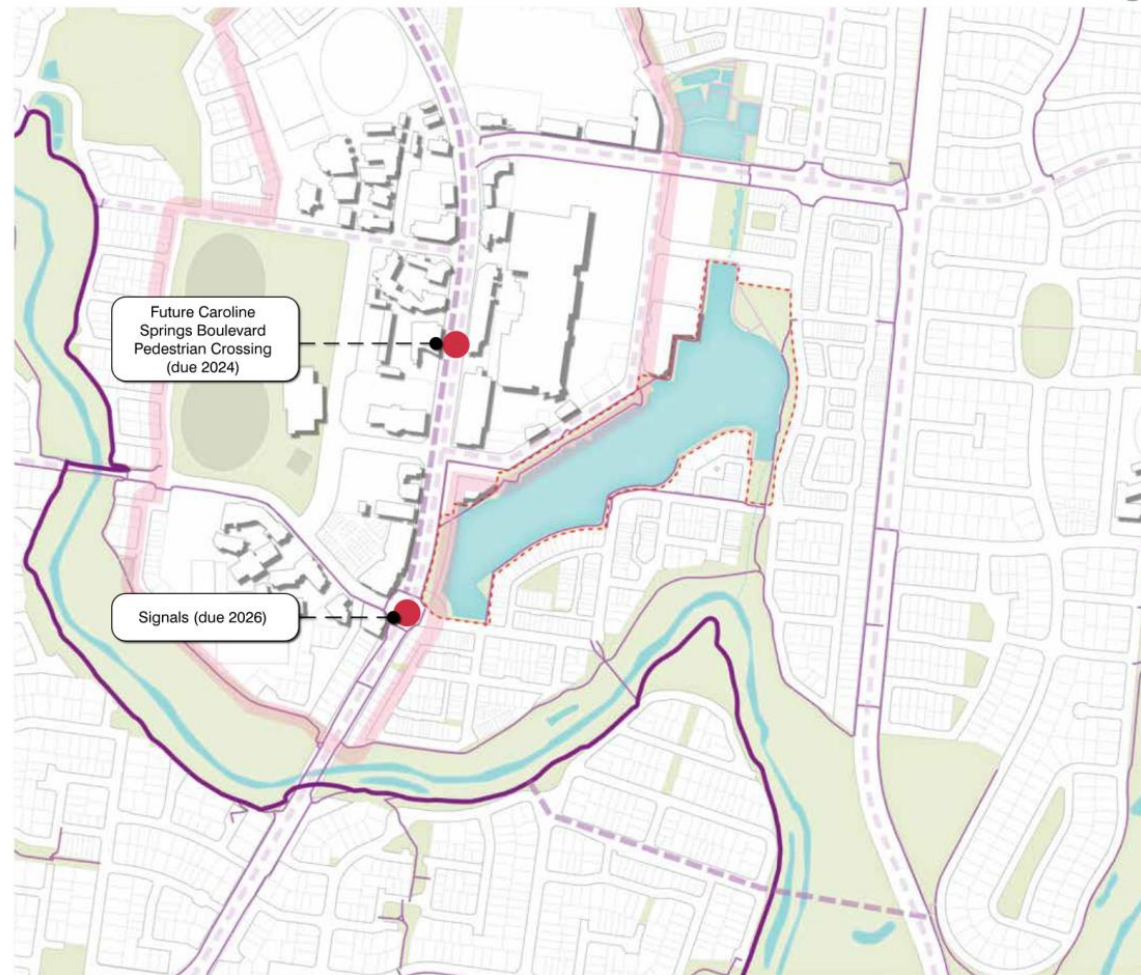 Future Caroline
Springs Boulevard
Pedestrian Crossing
(due 2024)
Signals (due 2026)